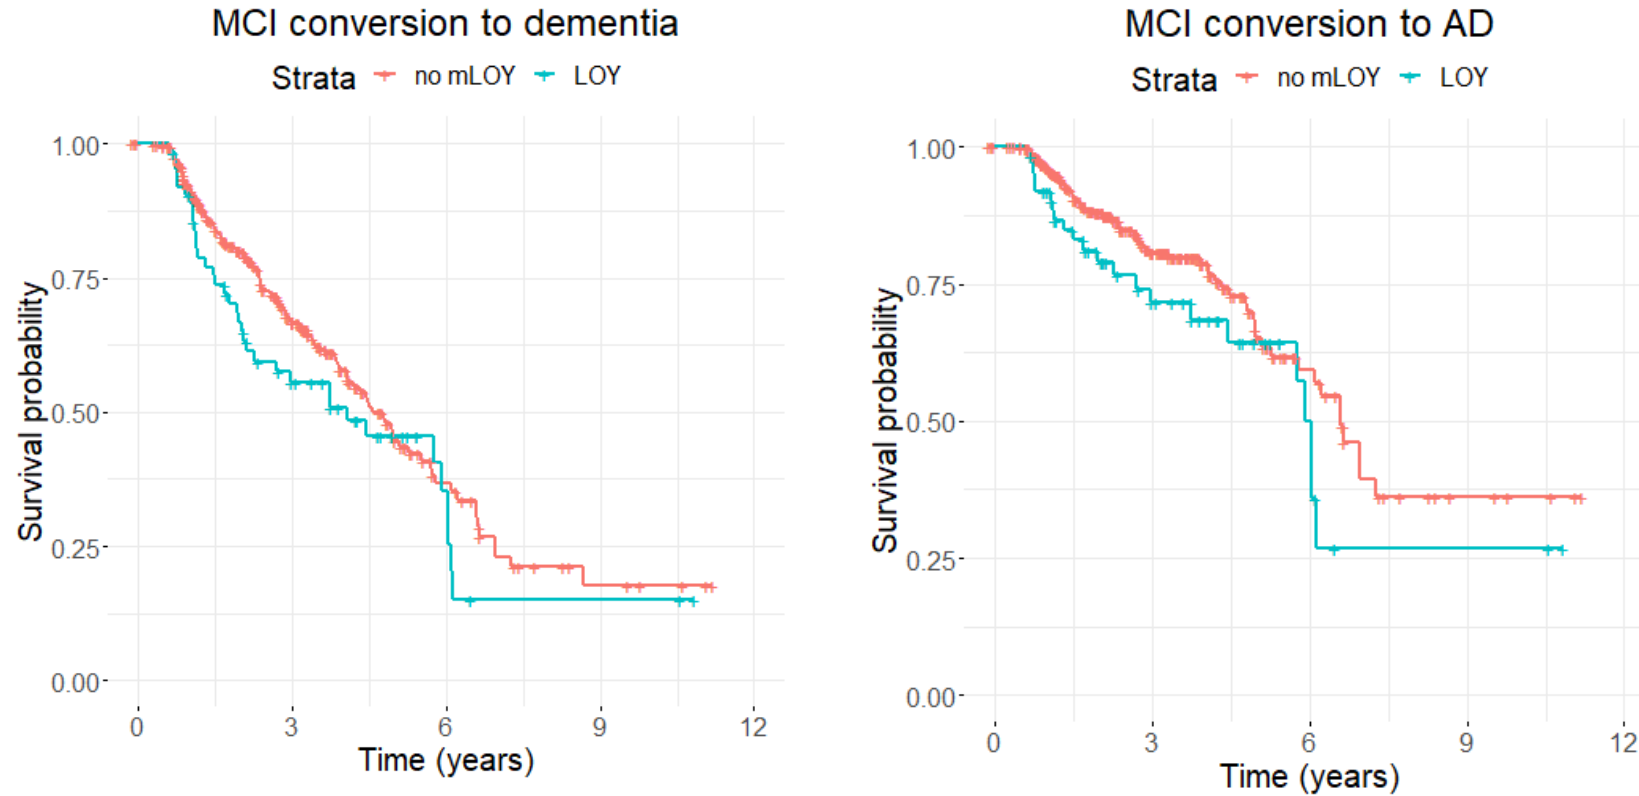 MCI conversion to dementia
Strata no mLOY LOY
Survival probability
1.00
0.75
0.50
0.25
0.00
0 3 6 9 12
Time (years)
MCI conversion to AD
Strata no mLOY LOY
Survival probability
1.00
0.75
0.50
0.25
0.00
0 3 6 9 12
Time (years)